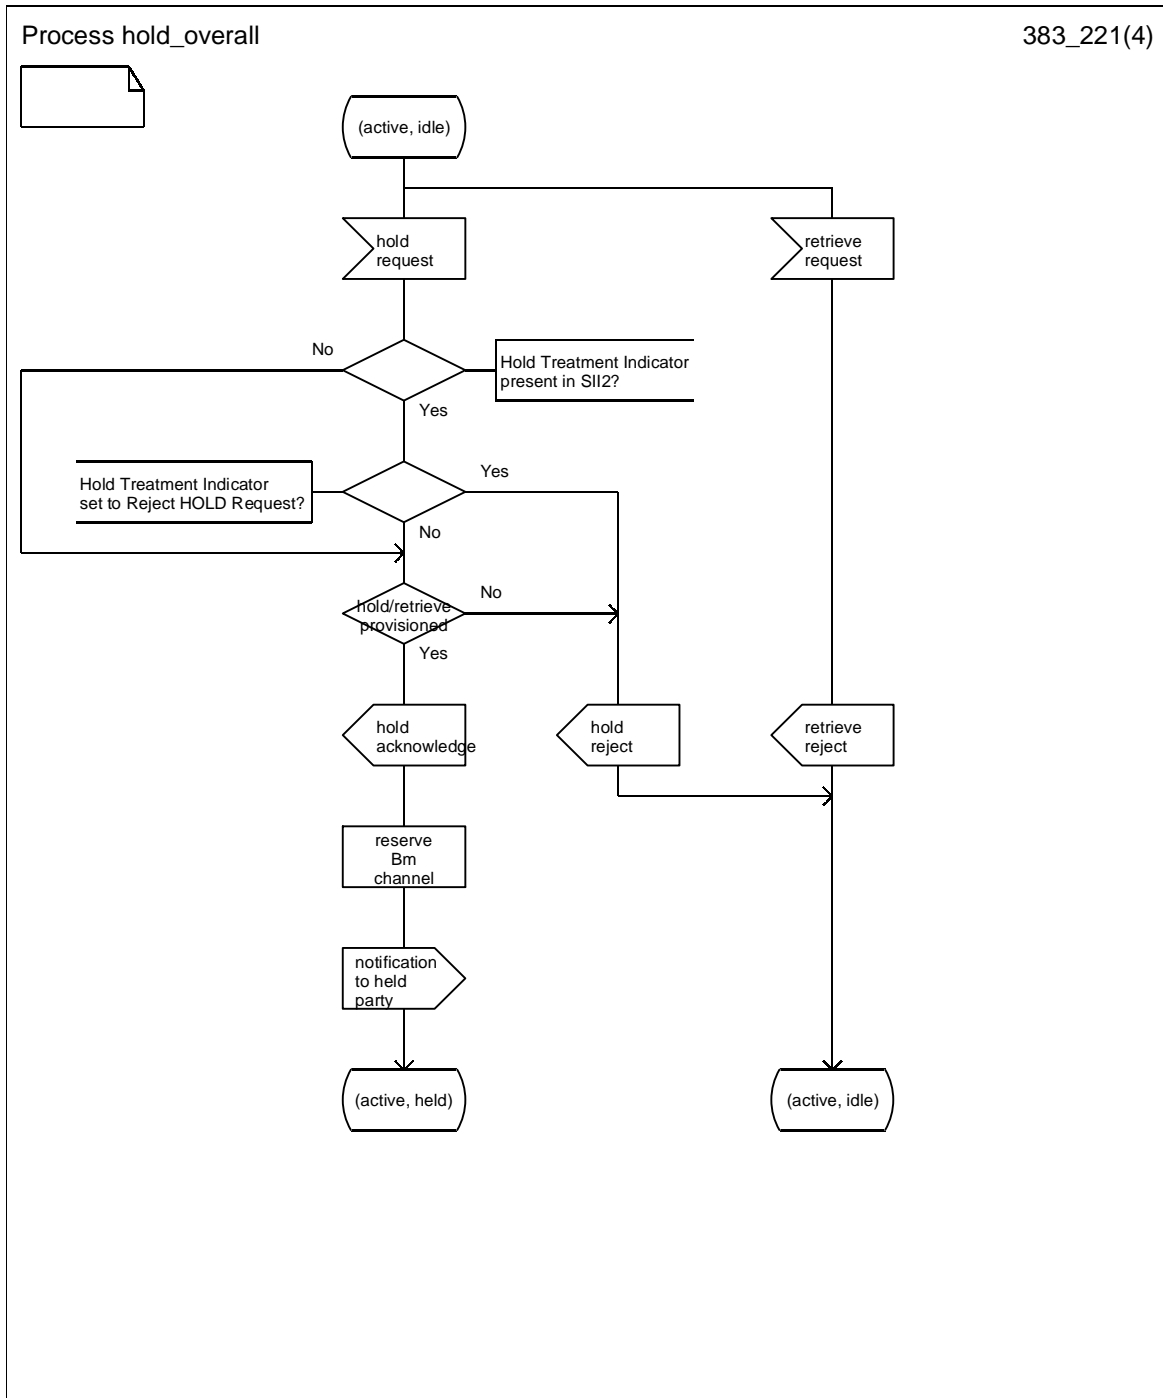 Process hold_overall
383_221(4)
(active, idle)
hold
request
retrieve
request
No
Hold Treatment Indicator
present in SII2?
Yes
Hold Treatment Indicator
set to Reject HOLD Request?
Yes
No
hold/retrieve
provisioned
No
Yes
hold
acknowledge
hold
reject
retrieve
reject
reserve
Bm
channel
notification
to held
party
(active, held)
(active, idle)